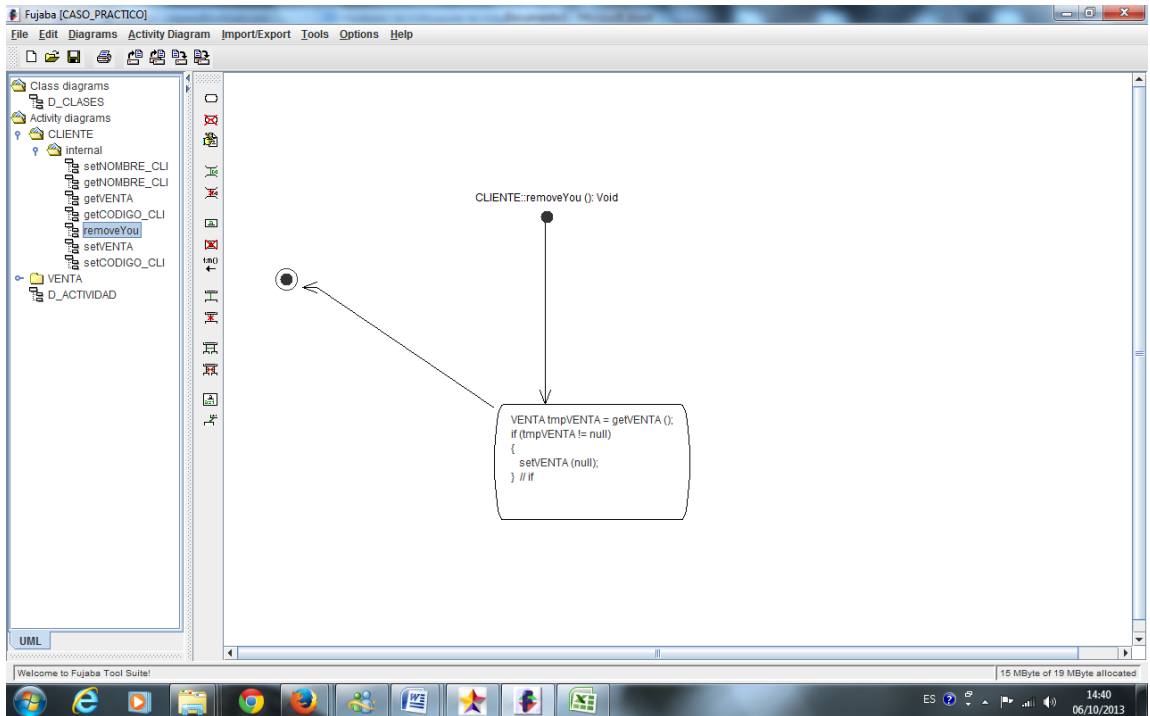 Fujaba [CASO_PRACTICO]
File Edit Diagrams Activity Diagram Import/Export Tools Options Help
Class diagrams
D_CLASES
Activity diagrams
CLIENTE
internal
setNOMBRE_CLI
getNOMBRE_CLI
getVENTA
getCODIGO_CLI
removeYou
setVENTA
setCODIGO_CLI
VENTA
D_ACTIVIDAD
UML
CLIENTE::removeYou (): Void
VENTA tmpVENTA = getVENTA ();
if (tmpVENTA != null)
{
setVENTA (null);
} // if
Welcome to Fujaba Tool Suite!
15 MByte of 19 MByte allocated
ES
14:40
06/10/2013